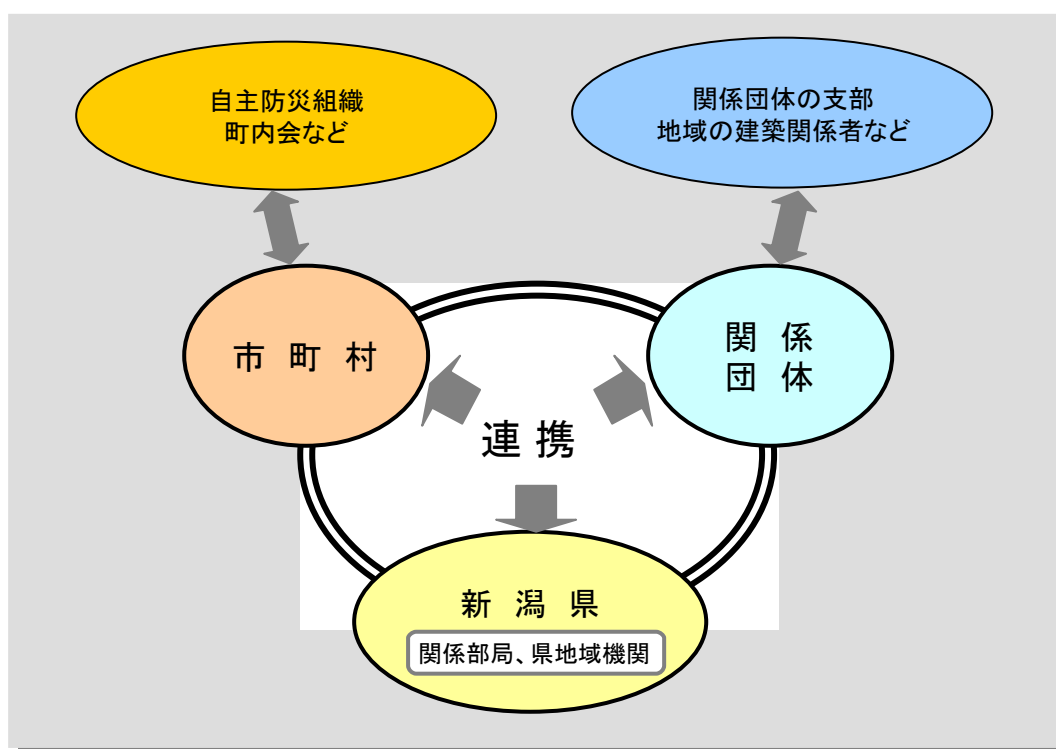 自主防災組織
町内会など
関係団体の支部
地域の建築関係者など
市 町 村
関 係
団 体
連 携
新 潟 県
関係部局、県地域機関